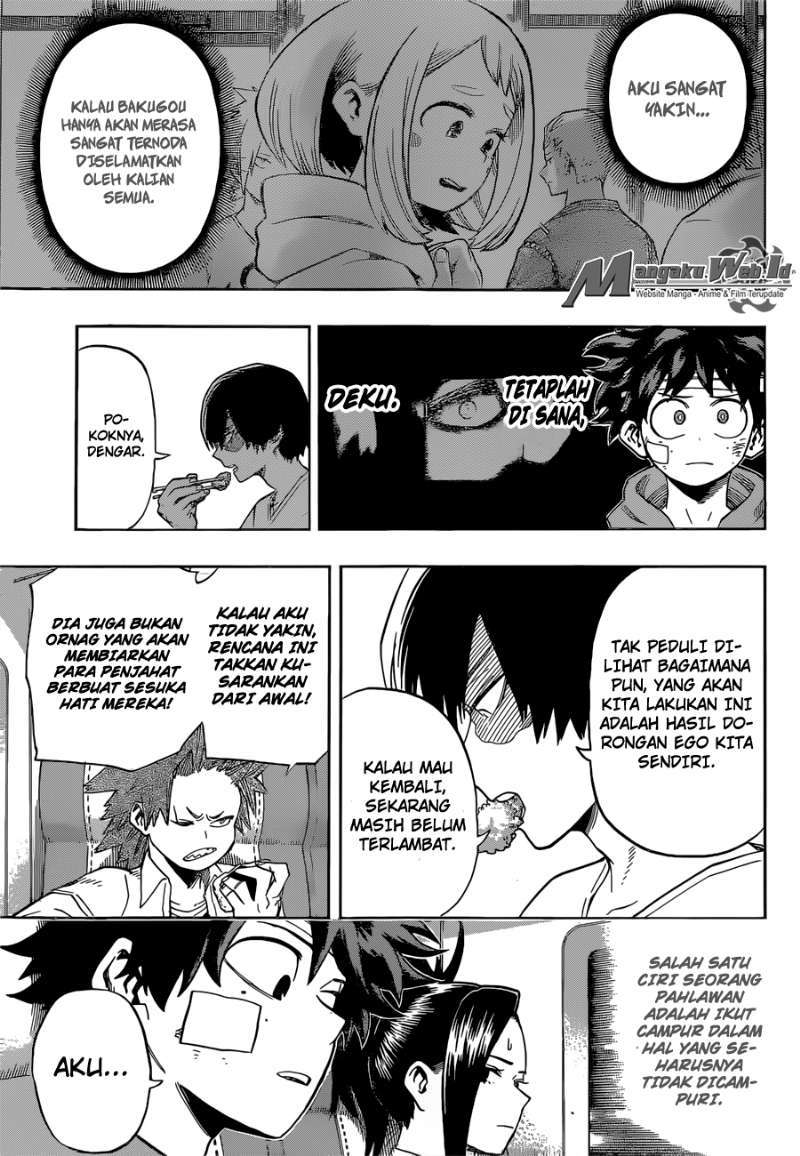 AKU SANGAT
YAKIN...
KALAU BAKUGOU
HANYA AKAN MERASA
SANGAT TERNODA
DISELAMATKAN
OLEH KALIAN
SEMUA.
Mangaku Web Id
Website Manga - Anime & Film Terupdate
TETAPLAH
DI SANA,
DEKU.
PO-
KOKNYA,
DENGAR.
TAK PEDULI DI-
LIHAT BAGAIMANA
PUN, YANG AKAN
KITA LAKUKAN INI
ADALAH HASIL DO-
RONGAN EGO KITA
SENDIRI.
KALAU MAU
KEMBALI,
SEKARANG
MASIH BELUM
TERLAMBAT.
KALAU AKU
TIDAK YAKIN,
RENCANA INI
TAKKAN KU-
SARANKAN
DARI AWAL!
DIA JUGA BUKAN
ORNAG YANG AKAN
MEMBIARKAN
PARA PENJAHAT
BERBUAT SESUKA
HATI MEREKA!
SALAH SATU
CIRI SEORANG
PAHLAWAN
ADALAH IKUT
CAMPUR DALAM
HAL YANG SE-
HARUSNYA
TIDAK DICAM-
PURI.
AKU...